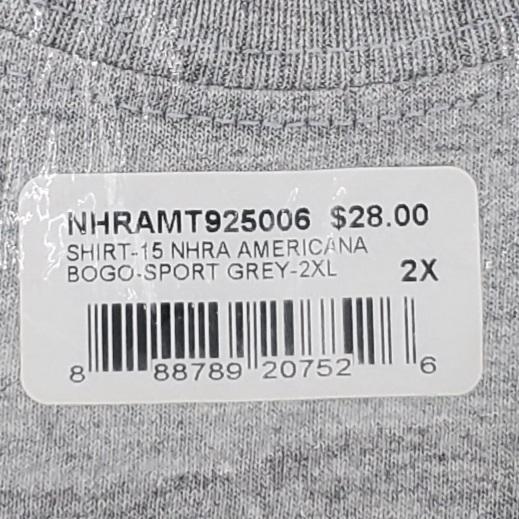 NHRAMT925006 $28.00
SHIRT-15 NHRA AMERICANA
BOGO-SPORT GREY-2XL 2X
8 88789 20752 6